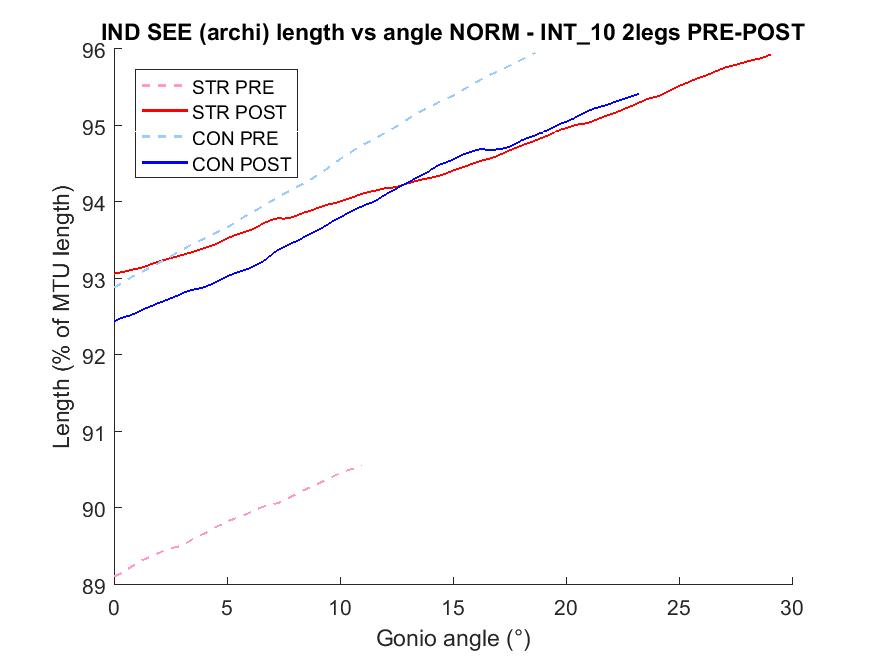 IND SEE (archi) length vs angle NORM - INT_10 2legs PRE-POST
96
95
94
93
92
91
90
89
Length (% of MTU length)
STR PRE
STR POST
CON PRE
CON POST
0 5 10 15 20 25 30
Gonio angle (°)